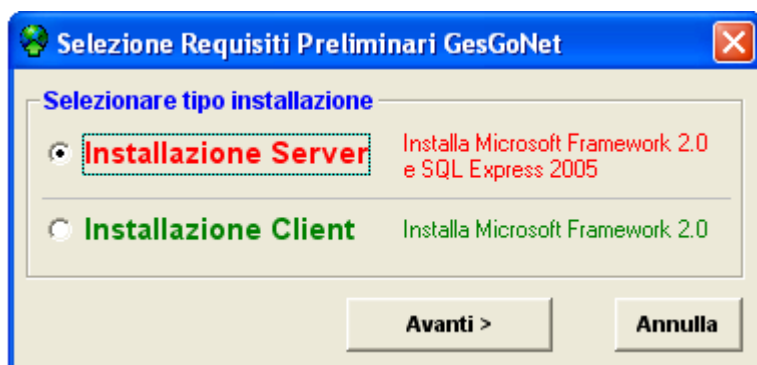 Selezione Requisiti Preliminari GesGoNet
Selezionare tipo installazione
Installazione Server
Installa Microsoft Framework 2.0
e SQL Express 2005
Installazione Client
Installa Microsoft Framework 2.0
Avanti >
Annulla